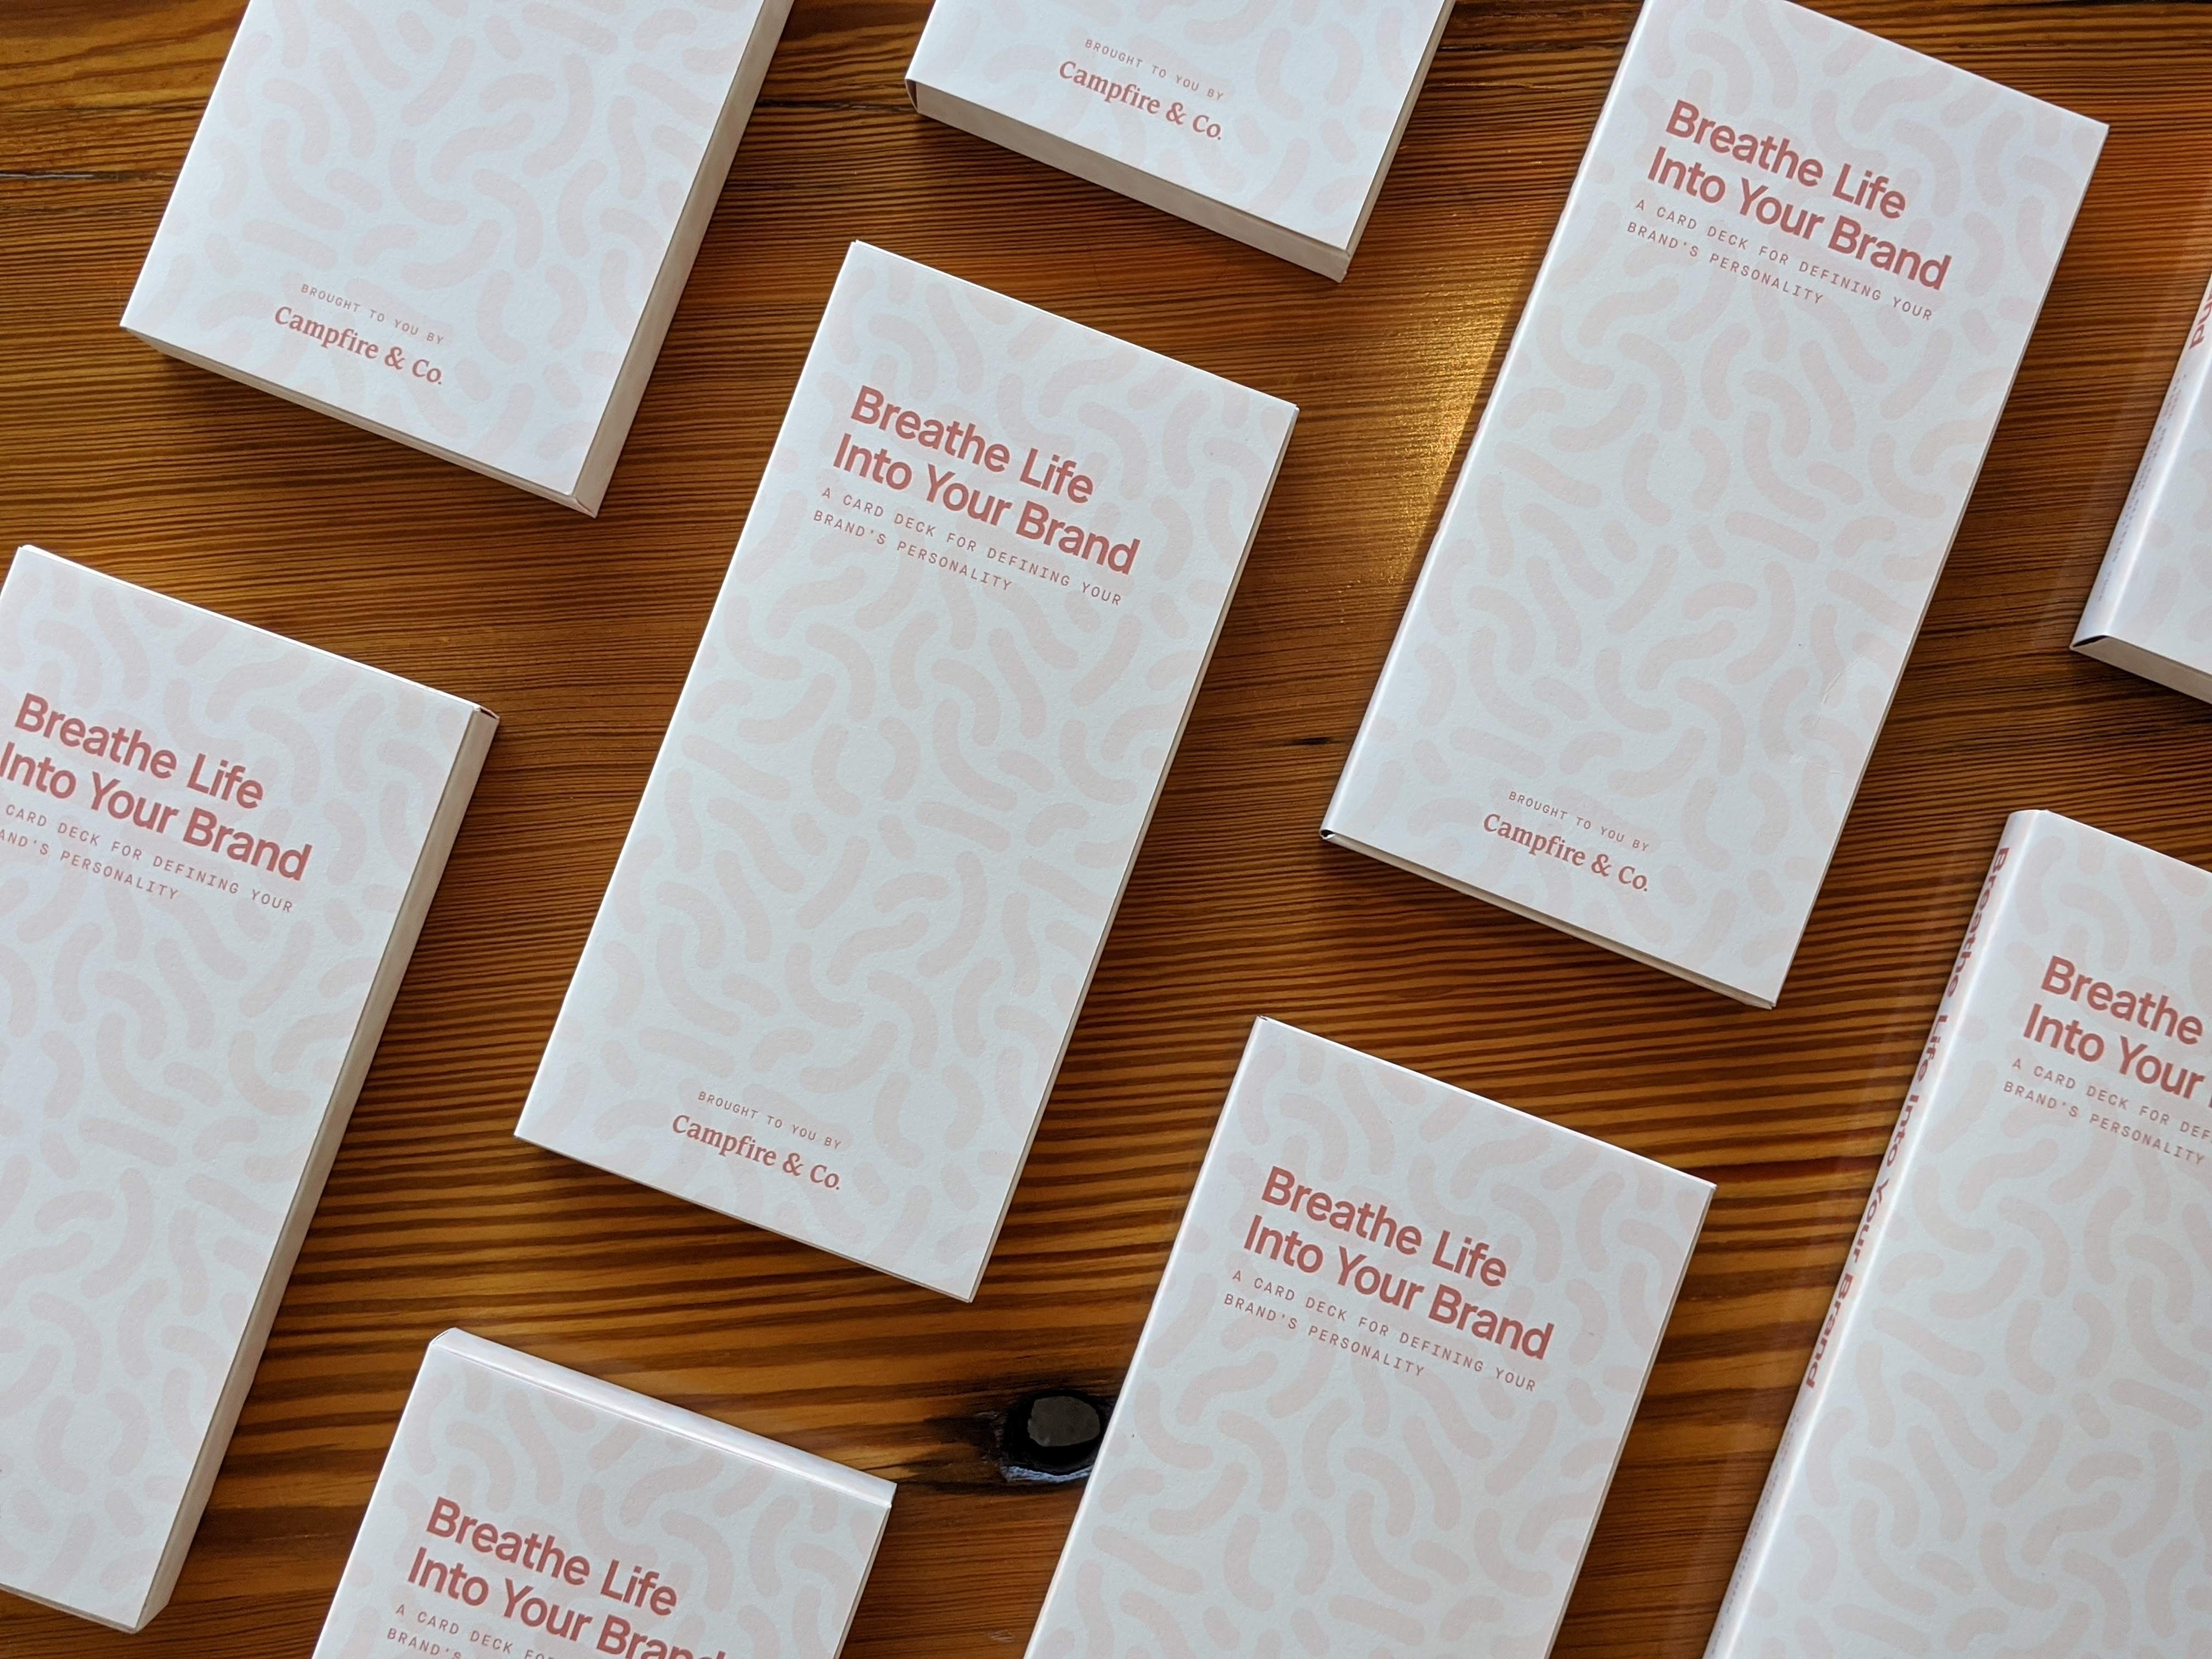 BROUGHT TO YOU BY
Campfire & Co.
BROUGHT TO YOU BY
Campfire & Co.
Breathe Life
Into Your Brand
A CARD DECK FOR DEFINING YOUR
BRAND'S PERSONALITY
BROUGHT TO YOU BY
Campfire & Co.
Breathe Life
Into Your Brand
A CARD DECK FOR DEFINING YOUR
BRAND'S PERSONALITY
BROUGHT TO YOU BY
Campfire & Co.
Breathe Life
Into Your Brand
CARD DECK FOR DEFINING YOUR
AND'S PERSONALITY
Breathe Life Into Your Brand
Breathe
Into Your
A CARD DECK FOR DEF
BRAND'S PERSONALITY
Breathe Life
Into Your Brand
A CARD DECK FOR DEFINING YOUR
BRAND'S PERSONALITY
Breathe Life
Into Your Brand
A CARD DECK FO
BRAND'S